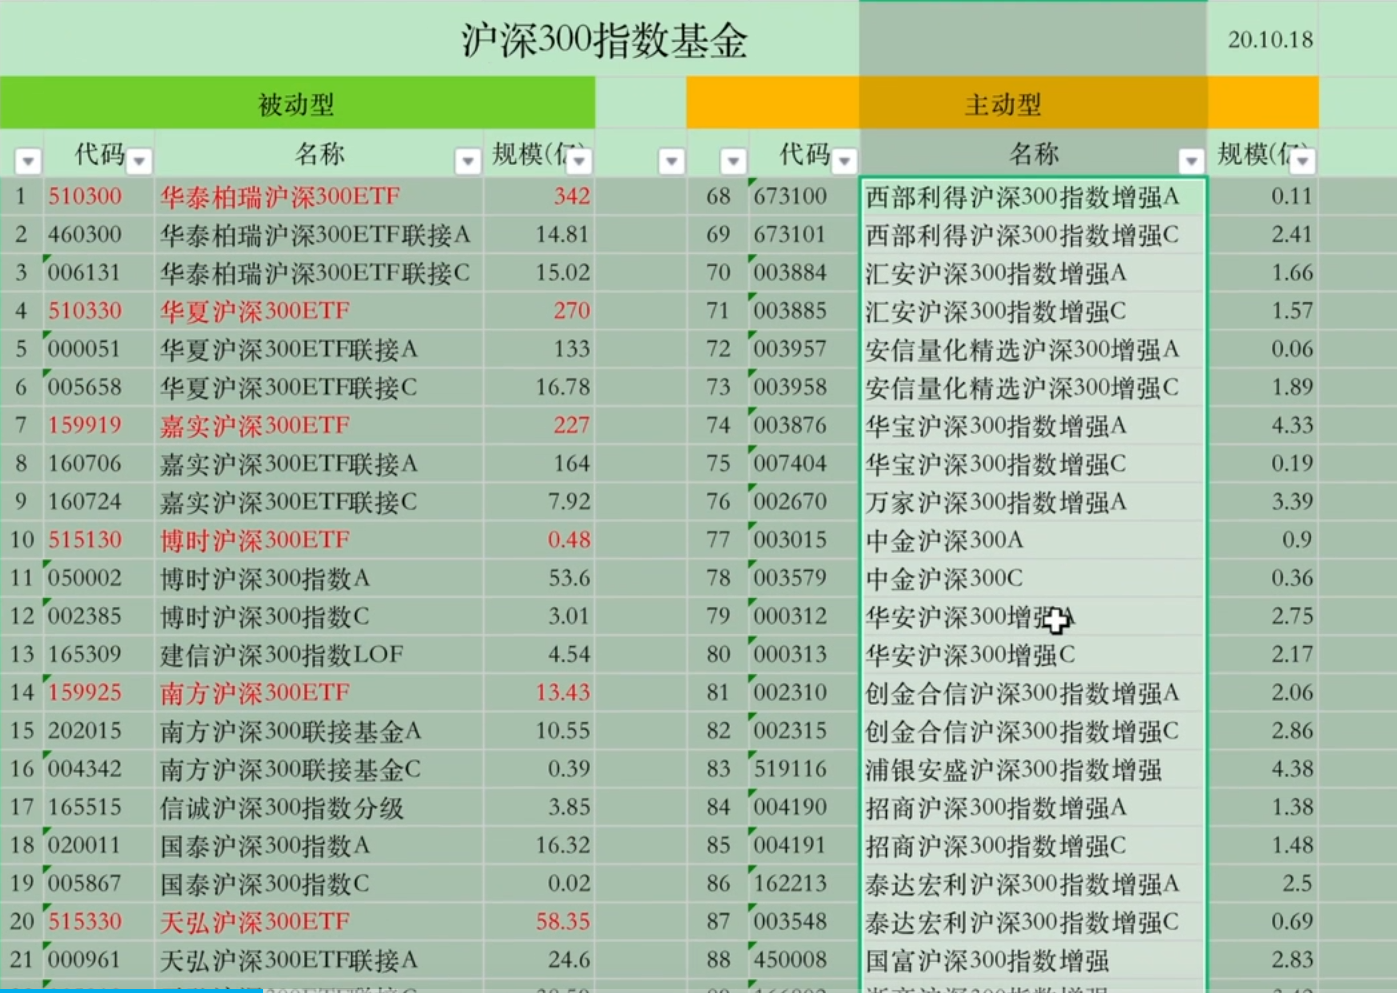 沪深300指数基金 20.10.18
被动型 主动型
代码 名称 规模(亿 代码 名称 规模(亿
1 510300 华泰柏瑞沪深300ETF 342 68 673100 西部利得沪深300指数增强A 0.11
2 460300 华泰柏瑞沪深300ETF联接A 14.81 69 673101 西部利得沪深300指数增强C 2.41
3 006131 华泰柏瑞沪深300ETF联接C 15.02 70 003884 汇安沪深300指数增强A 1.66
4 510330 华夏沪深300ETF 270 71 003885 汇安沪深300指数增强C 1.57
5 000051 华夏沪深300ETF联接A 133 72 003957 安信量化精选沪深300增强A 0.06
6 005658 华夏沪深300ETF联接C 16.78 73 003958 安信量化精选沪深300增强C 1.89
7 159919 嘉实沪深300ETF 227 74 003876 华宝沪深300指数增强A 4.33
8 160706 嘉实沪深300ETF联接A 164 75 007404 华宝沪深300指数增强C 0.19
9 160724 嘉实沪深300ETF联接C 7.92 76 002670 万家沪深300指数增强A 3.39
10 515130 博时沪深300ETF 0.48 77 003015 中金沪深300A 0.9
11 050002 博时沪深300指数A 53.6 78 003579 中金沪深300C 0.36
12 002385 博时沪深300指数C 3.01 79 000312 华安沪深300增强A 2.75
13 165309 建信沪深300指数LOF 4.54 80 000313 华安沪深300增强C 2.17
14 159925 南方沪深300ETF 13.43 81 002310 创金合信沪深300指数增强A 2.06
15 202015 南方沪深300联接基金A 10.55 82 002315 创金合信沪深300指数增强C 2.86
16 004342 南方沪深300联接基金C 0.39 83 519116 浦银安盛沪深300指数增强 4.38
17 165515 信诚沪深300指数分级 3.85 84 004190 招商沪深300指数增强A 1.38
18 020011 国泰沪深300指数A 16.32 85 004191 招商沪深300指数增强C 1.48
19 005867 国泰沪深300指数C 0.02 86 162213 泰达宏利沪深300指数增强A 2.5
20 515330 天弘沪深300ETF 58.35 87 003548 泰达宏利沪深300指数增强C 0.69
21 000961 天弘沪深300ETF联接A 24.6 88 450008 国富沪深300指数增强 2.83